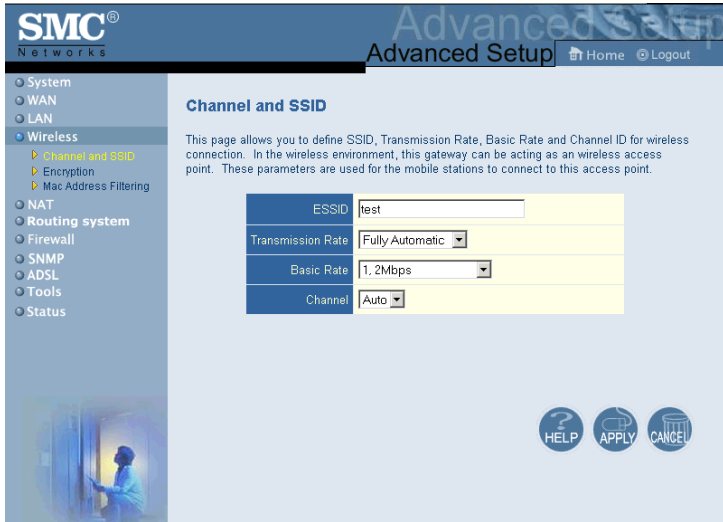 SMC®
Networks
Advanced Setup
Advanced Setup
Home
Logout
System
WAN
LAN
Wireless
Channel and SSID
Encryption
Mac Address Filtering
NAT
Routing system
Firewall
SNMP
ADSL
Tools
Status
Channel and SSID
This page allows you to define SSID, Transmission Rate, Basic Rate and Channel ID for wireless
connection. In the wireless environment, this gateway can be acting as an wireless access
point. These parameters are used for the mobile stations to connect to this access point.
ESSID test
Transmission Rate Fully Automatic
Basic Rate 1, 2Mbps
Channel Auto
HELP
APPLY
CANCEL